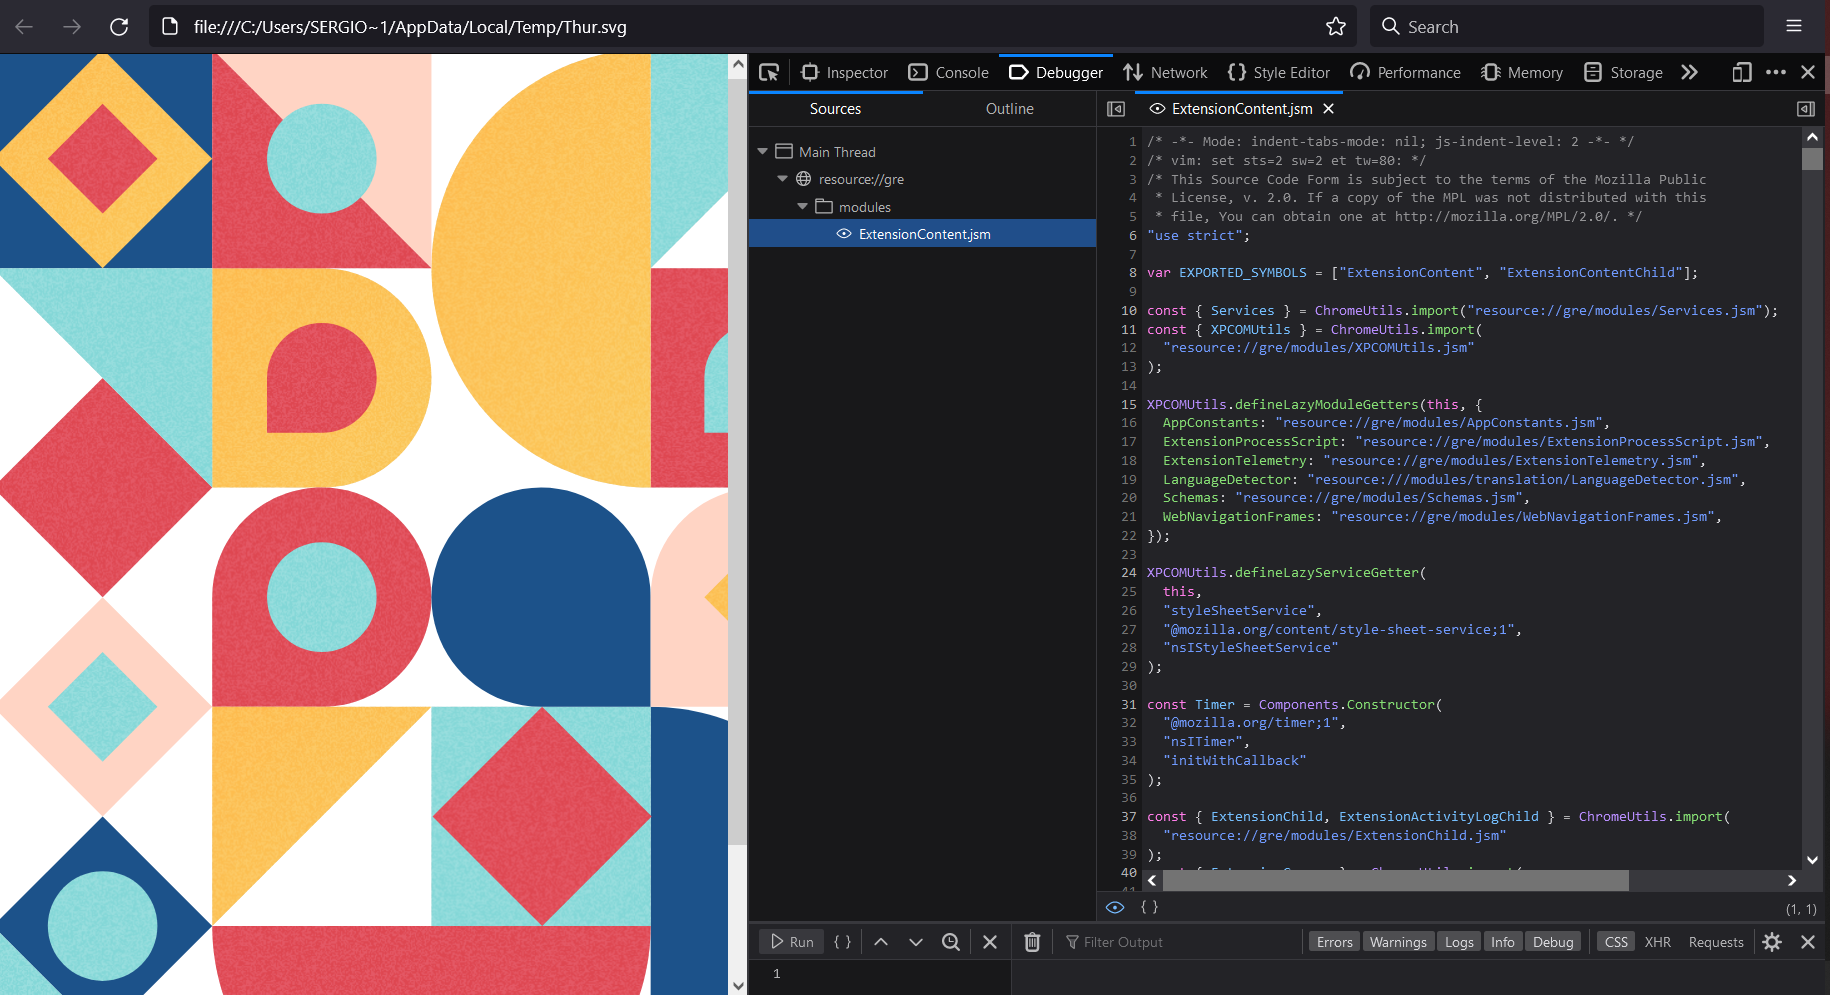 file:///C:/Users/SERGIO~1/AppData/Local/Temp/Thur.svg
Search
Inspector Console Debugger Network Style Editor Performance Memory Storage
Sources Outline
ExtensionContent.jsm
Main Thread
resource://gre
modules
ExtensionContent.jsm
1 /* -*- Mode: indent-tabs-mode: nil; js-indent-level: 2 -*- */
2 /* vim: set sts=2 sw=2 et tw=80: */
3 /* This Source Code Form is subject to the terms of the Mozilla Public
4 * License, v. 2.0. If a copy of the MPL was not distributed with this
5 * file, You can obtain one at http://mozilla.org/MPL/2.0/. */
6 "use strict";
7
8 var EXPORTED_SYMBOLS = ["ExtensionContent", "ExtensionContentChild"];
9
10 const { Services } = ChromeUtils.import("resource://gre/modules/Services.jsm");
11 const { XPCOMUtils } = ChromeUtils.import(
12 "resource://gre/modules/XPCOMUtils.jsm"
13 );
14
15 XPCOMUtils.defineLazyModuleGetters(this, {
16 AppConstants: "resource://gre/modules/AppConstants.jsm",
17 ExtensionProcessScript: "resource://gre/modules/ExtensionProcessScript.jsm",
18 ExtensionTelemetry: "resource://gre/modules/ExtensionTelemetry.jsm",
19 LanguageDetector: "resource:///modules/translation/LanguageDetector.jsm",
20 Schemas: "resource://gre/modules/Schemas.jsm",
21 WebNavigationFrames: "resource://gre/modules/WebNavigationFrames.jsm",
22 });
23
24 XPCOMUtils.defineLazyServiceGetter(
25 this,
26 "styleSheetService",
27 "@mozilla.org/content/style-sheet-service;1",
28 "nsIStyleSheetService"
29 );
30
31 const Timer = Components.Constructor(
32 "@mozilla.org/timer;1",
33 "nsITimer",
34 "initWithCallback"
35 );
36
37 const { ExtensionChild, ExtensionActivityLogChild } = ChromeUtils.import(
38 "resource://gre/modules/ExtensionChild.jsm"
39 );
40
{ }
(1, 1)
Run { } Filter Output Errors Warnings Logs Info Debug CSS XHR Requests
1